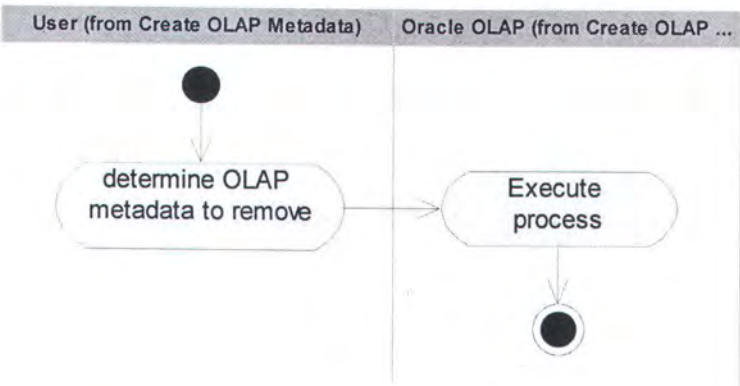 User (from Create OLAP Metadata)
Oracle OLAP (from Create OLAP ...
determine OLAP
metadata to remove
Execute
process